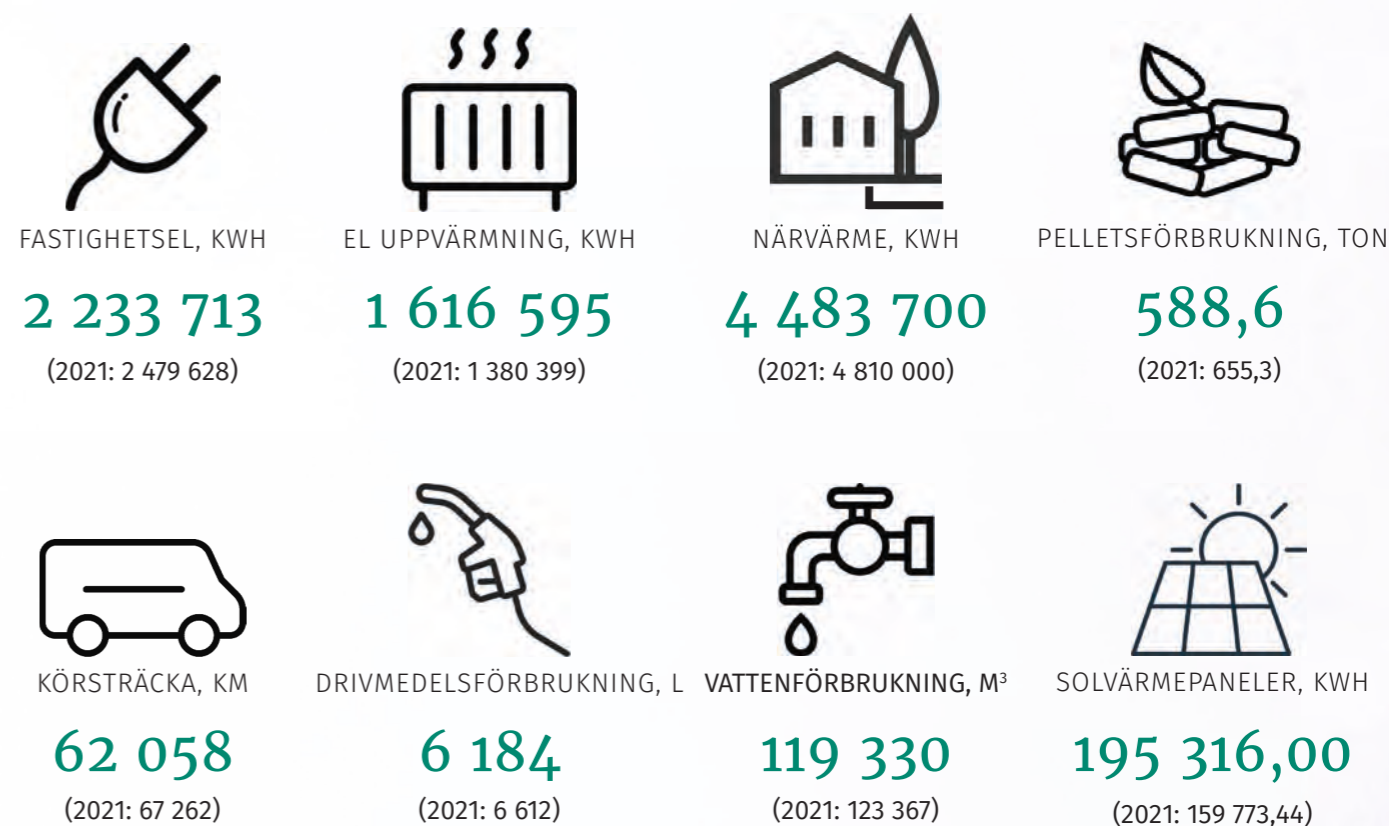 FASTIGHETSEL, KWH
2 233 713
(2021: 2 479 628)
EL UPPVÄRMNING, KWH
1 616 595
(2021: 1 380 399)
NÄRVÄRME, KWH
4 483 700
(2021: 4 810 000)
PELLETSFÖRBRUKNING, TON
588,6
(2021: 655,3)
KÖRSTRÄCKA, KM
62 058
(2021: 67 262)
DRIVMEDELSFÖRBRUKNING, L
6 184
(2021: 6 612)
VATTENFÖRBRUKNING, M³
119 330
(2021: 123 367)
SOLVÄRMEPANELER, KWH
195 316,00
(2021: 159 773,44)